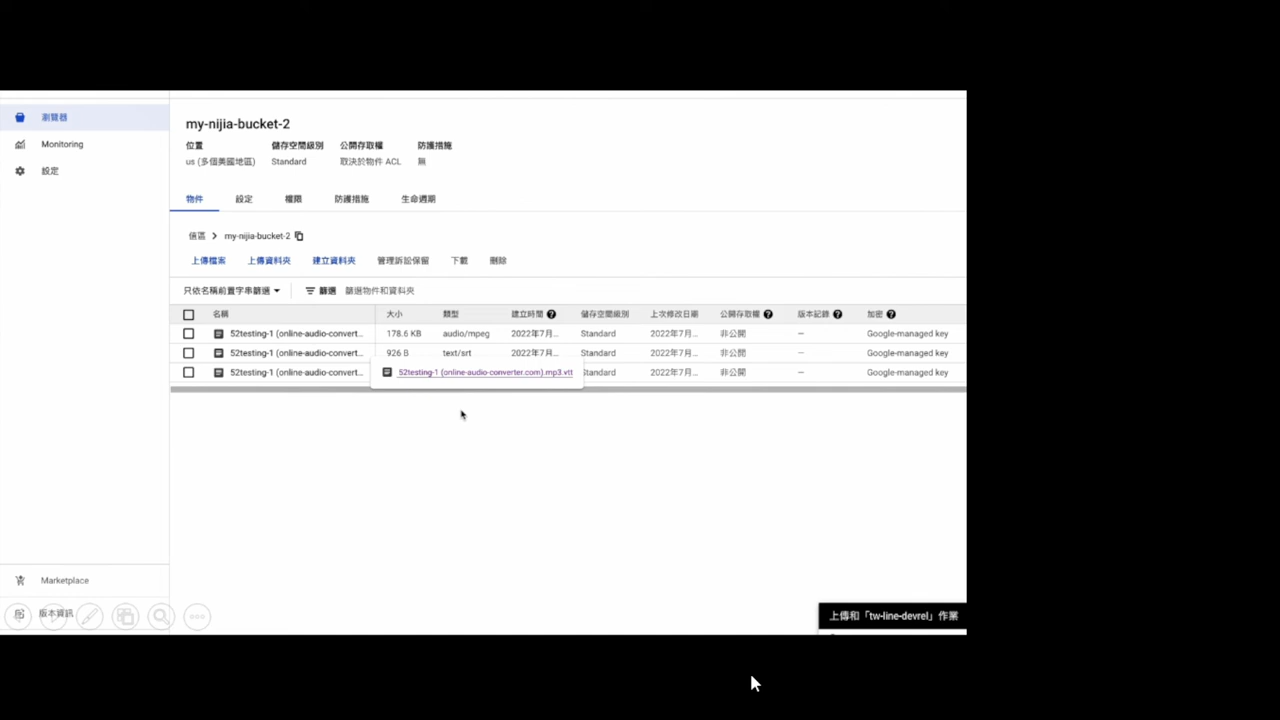 瀏覽器
Monitoring
設定
my-nijia-bucket-2
位置 儲存空間級別 公開存取權 防護措施
us (多個美國地區) Standard 取決於物件 ACL 無
物件 設定 權限 防護措施 生命週期
值區 > my-nijia-bucket-2
上傳檔案 上傳資料夾 建立資料夾 管理訴訟保留 下載 刪除
只依名稱前置字串篩選 篩選 篩選物件和資料夾
名稱 大小 類型 建立時間 儲存空間級別 上次修改日期 公開存取權 版本記錄 加密
52testing-1 (online-audio-convert... 178.6 KB audio/mpeg 2022年7月... Standard 2022年7月... 非公開 — Google-managed key
52testing-1 (online-audio-convert... 926 B text/srt 2022年7月... Standard 2022年7月... 非公開 — Google-managed key
52testing-1 (online-audio-convert... 52testing-1 (online-audio-converter.com).mp3.vtt Standard 2022年7月... 非公開 — Google-managed key
Marketplace
版本資訊
上傳和「tw-line-devrel」作業